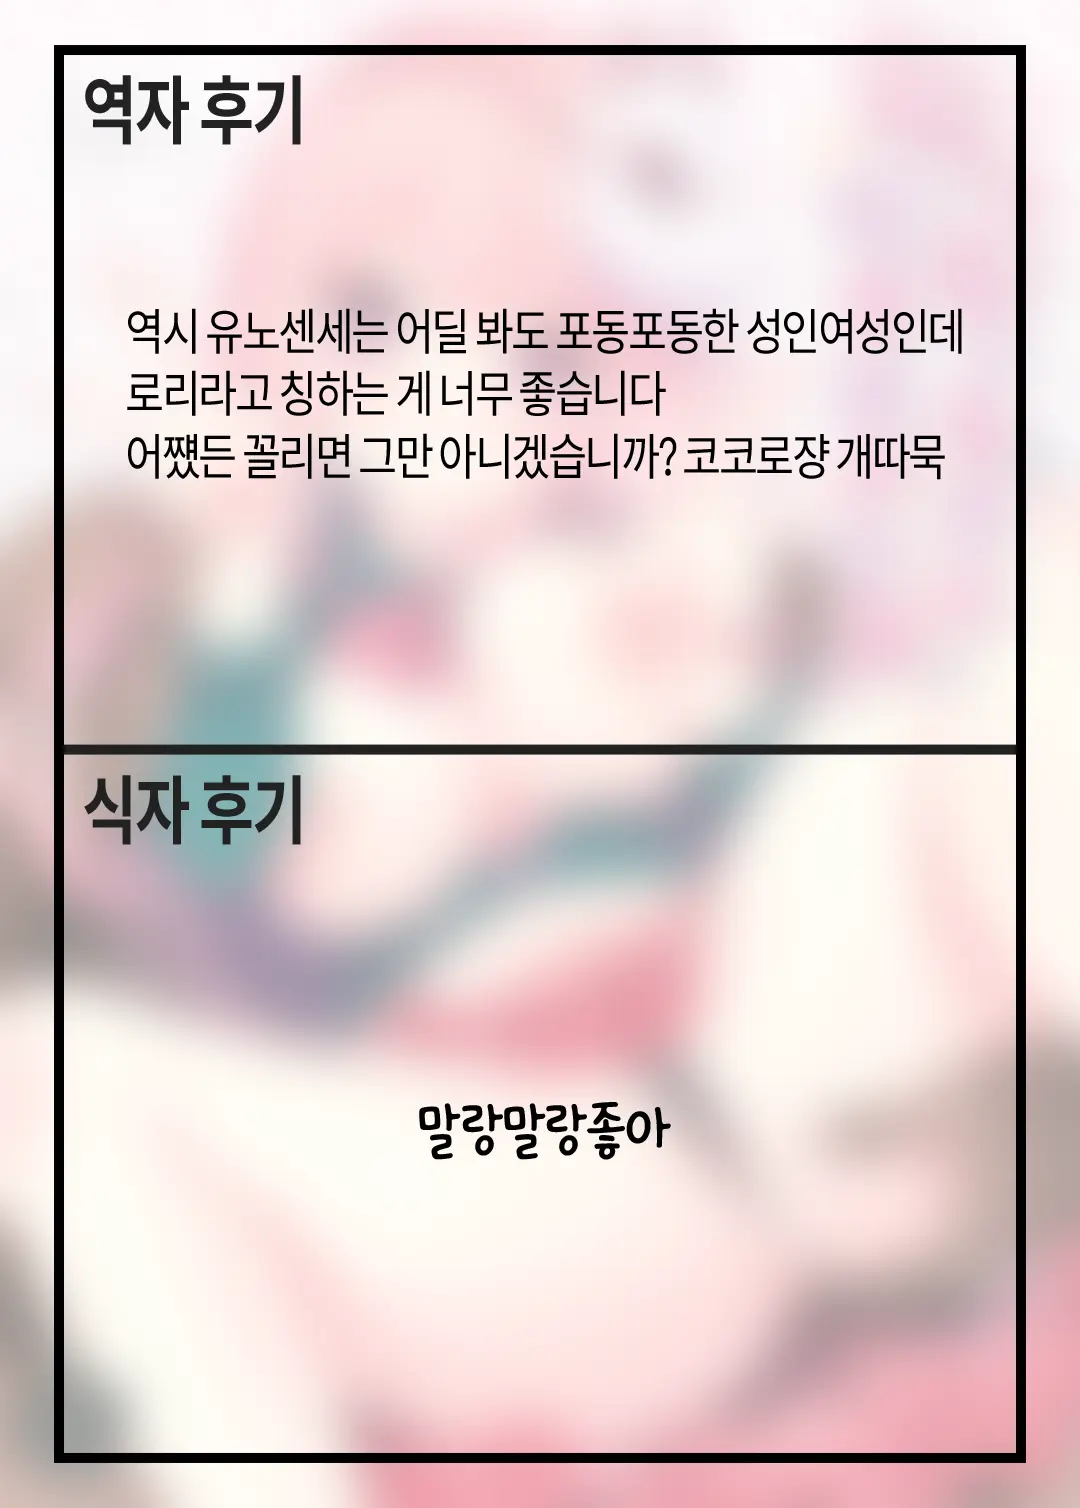 역자 후기
역시 유노센세는 어딜 봐도 포동포동한 성인여성인데
로리라고 칭하는 게 너무 좋습니다
어쨌든 꼴리면 그만 아니겠습니까? 코코로쟝 개따묵
식자 후기
말랑말랑좋아